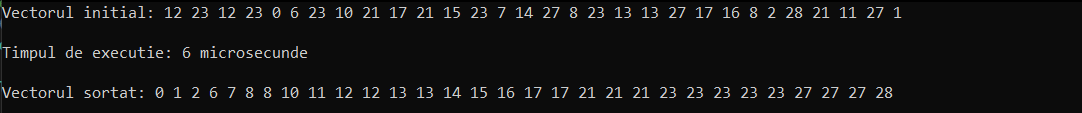 Vectorul initial: 12 23 12 23 0 6 23 10 21 17 21 15 23 7 14 27 8 23 13 13 27 17 16 8 2 28 21 11 27 1
Timpul de executie: 6 microsecunde
Vectorul sortat: 0 1 2 6 7 8 8 10 11 12 12 13 13 14 15 16 17 17 21 21 21 23 23 23 23 23 27 27 27 28